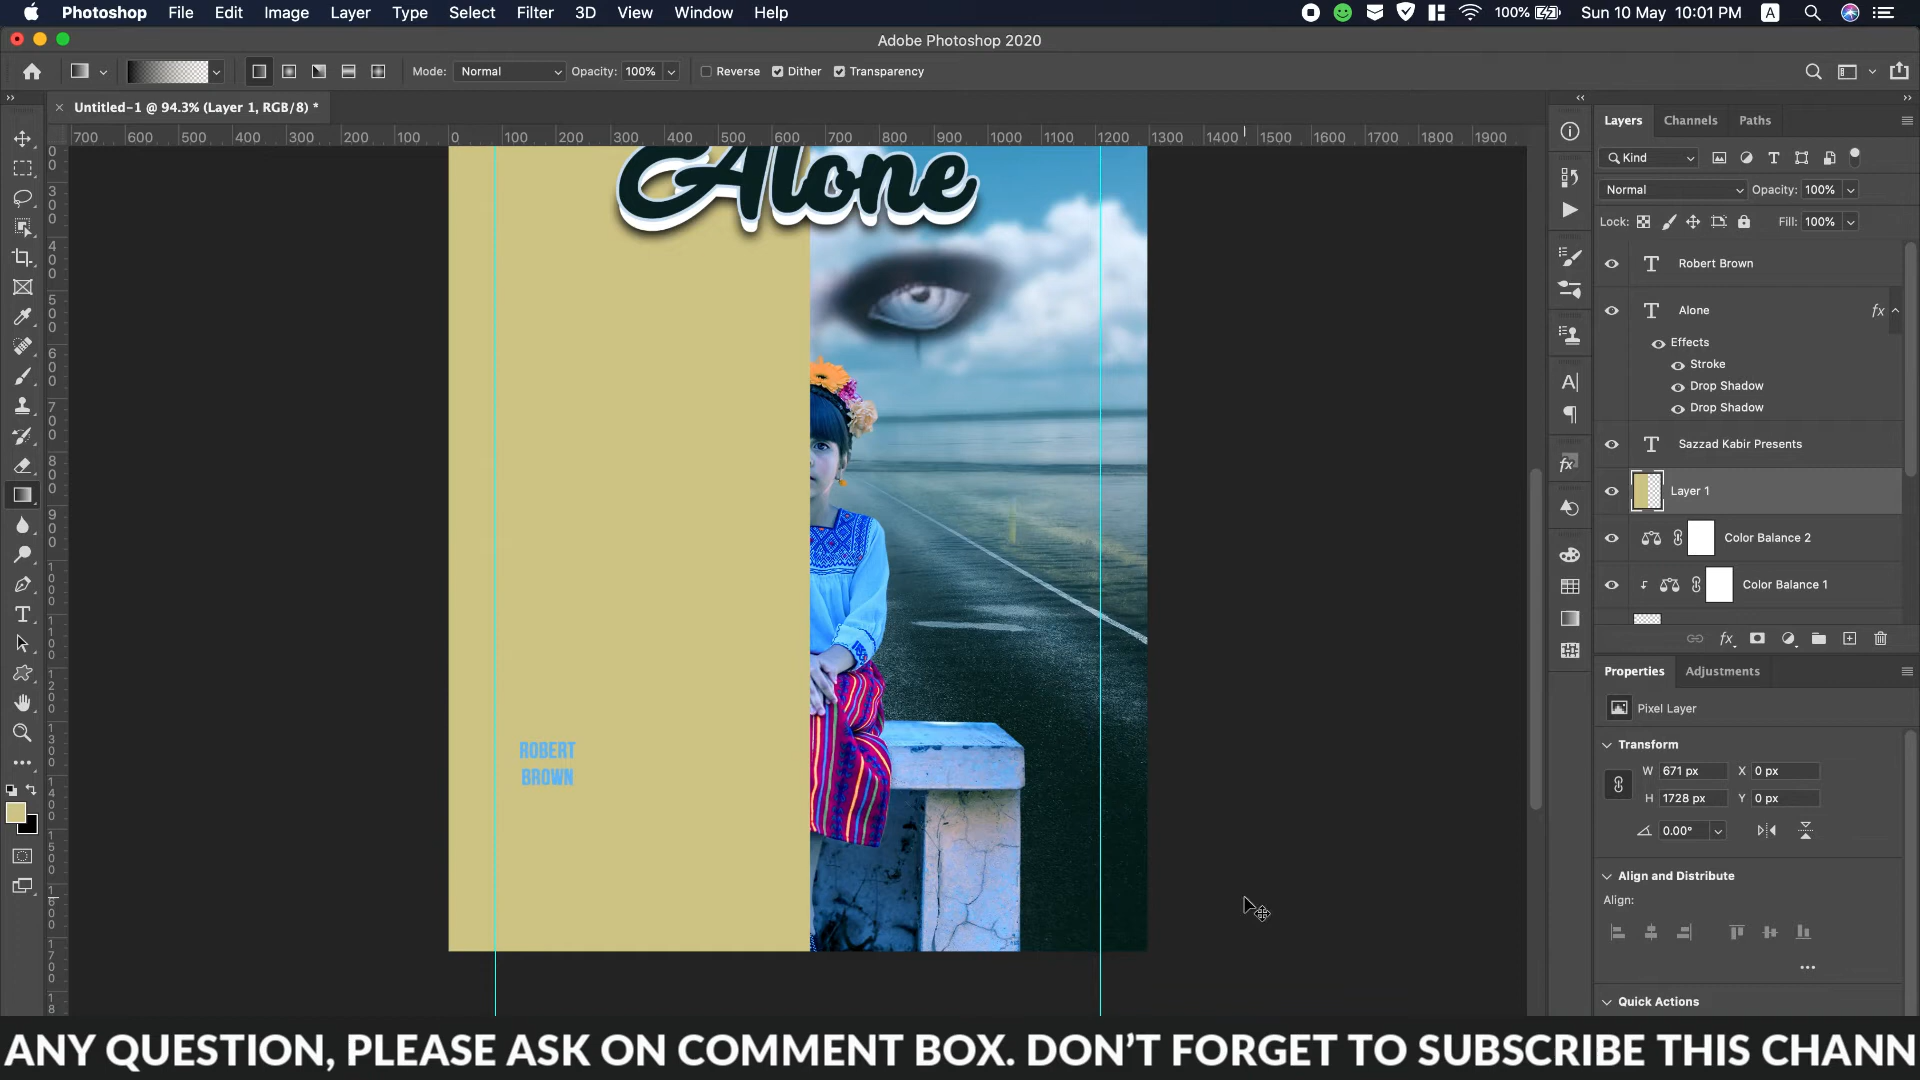 Photoshop File Edit Image Layer Type Select Filter 3D View Window Help 100% Sun 10 May 10:01 PM A
Adobe Photoshop 2020
Mode: Normal Opacity: 100% Reverse Dither Transparency
× Untitled-1 @ 94.3% (Layer 1, RGB/8) *
700 600 500 400 300 200 100 0 100 200 300 400 500 600 700 800 900 1000 1100 1200 1300 1400 1500 1600 1700 1800 1900
Alone
ROBERT
BROWN
Layers Channels Paths
Kind
Normal Opacity: 100%
Lock: Fill: 100%
Robert Brown
Alone fx
Effects
Stroke
Drop Shadow
Drop Shadow
Sazzad Kabir Presents
Layer 1
Color Balance 2
Color Balance 1
fx
Properties Adjustments
Pixel Layer
Transform
W 671 px X 0 px
H 1728 px Y 0 px
0.00°
Align and Distribute
Align:
Quick Actions
ANY QUESTION, PLEASE ASK ON COMMENT BOX. DON'T FORGET TO SUBSCRIBE THIS CHANN